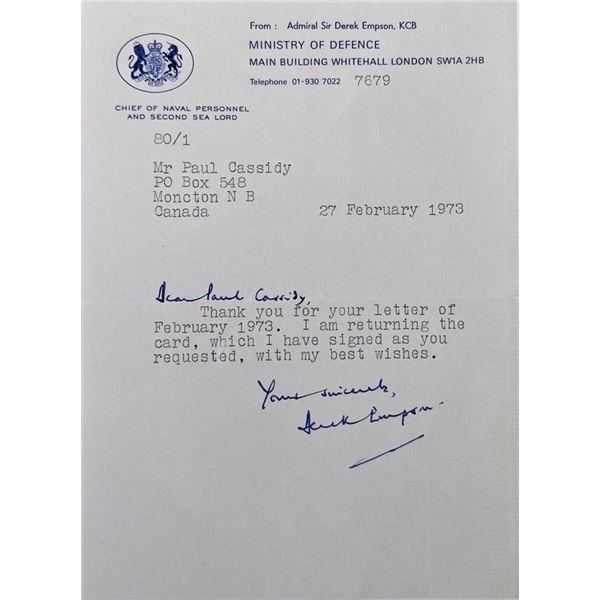 From : Admiral Sir Derek Empson, KCB
MINISTRY OF DEFENCE
MAIN BUILDING WHITEHALL LONDON SW1A 2HB
Telephone 01-930 7022 7679
CHIEF OF NAVAL PERSONNEL
AND SECOND SEA LORD
80/1
Mr Paul Cassidy
PO Box 548
Moncton N B
Canada
27 February 1973
Dear Paul Cassidy,
Thank you for your letter of
February 1973. I am returning the
card, which I have signed as you
requested, with my best wishes.
Yours sincerely,
Derek Empson.